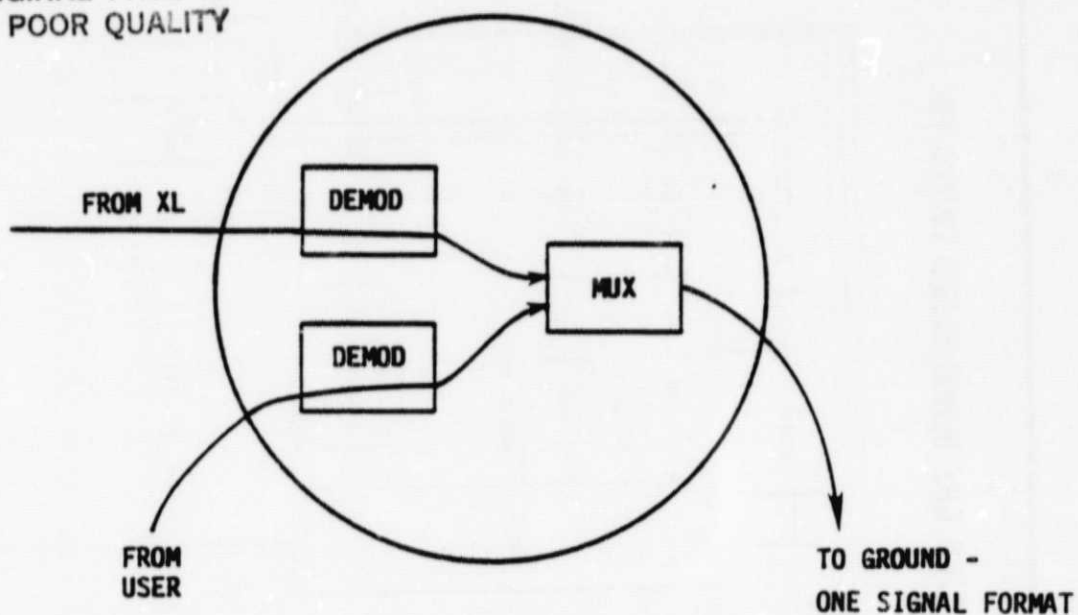 POOR QUALITY
FROM XL
DEMOD
MUX
DEMOD
FROM
USER
TO GROUND -
ONE SIGNAL FORMAT